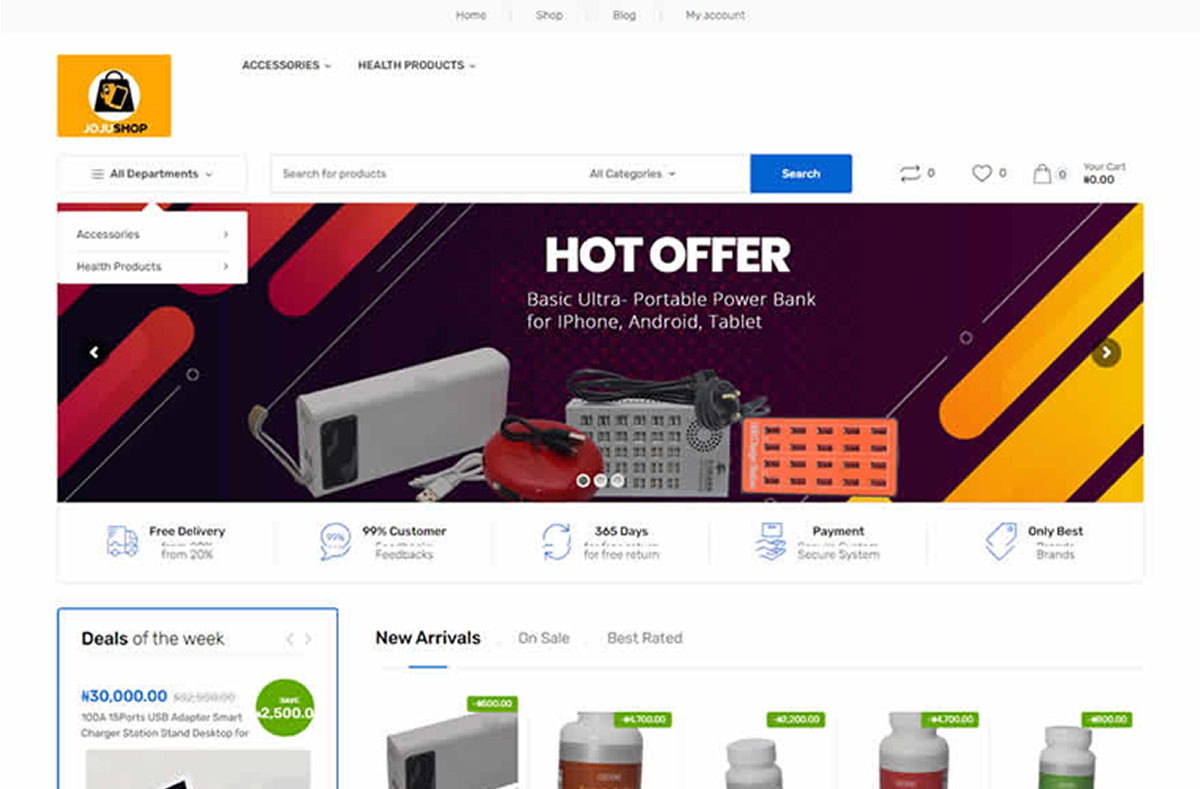 Home
Shop
Blog
My account
JOJUSHOP
ACCESSORIES
HEALTH PRODUCTS
All Departments
Search for products
All Categories
Search
0
0
0
Your Cart
₦0.00
Accessories
Health Products
HOT OFFER
Basic Ultra- Portable Power Bank
for IPhone, Android, Tablet
Free Delivery
from 20%
99%
99% Customer
Feedbacks
365 Days
for free return
Payment
Secure System
Only Best
Brands
Deals of the week
New Arrivals
On Sale
Best Rated
₦30,000.00 ₦32,500.00
SAVE
₦2,500.0
100A 15Ports USB Adapter Smart
Charger Station Stand Desktop for
-₦600.00
-₦4,700.00
-₦2,200.00
-₦4,700.00
-₦800.00